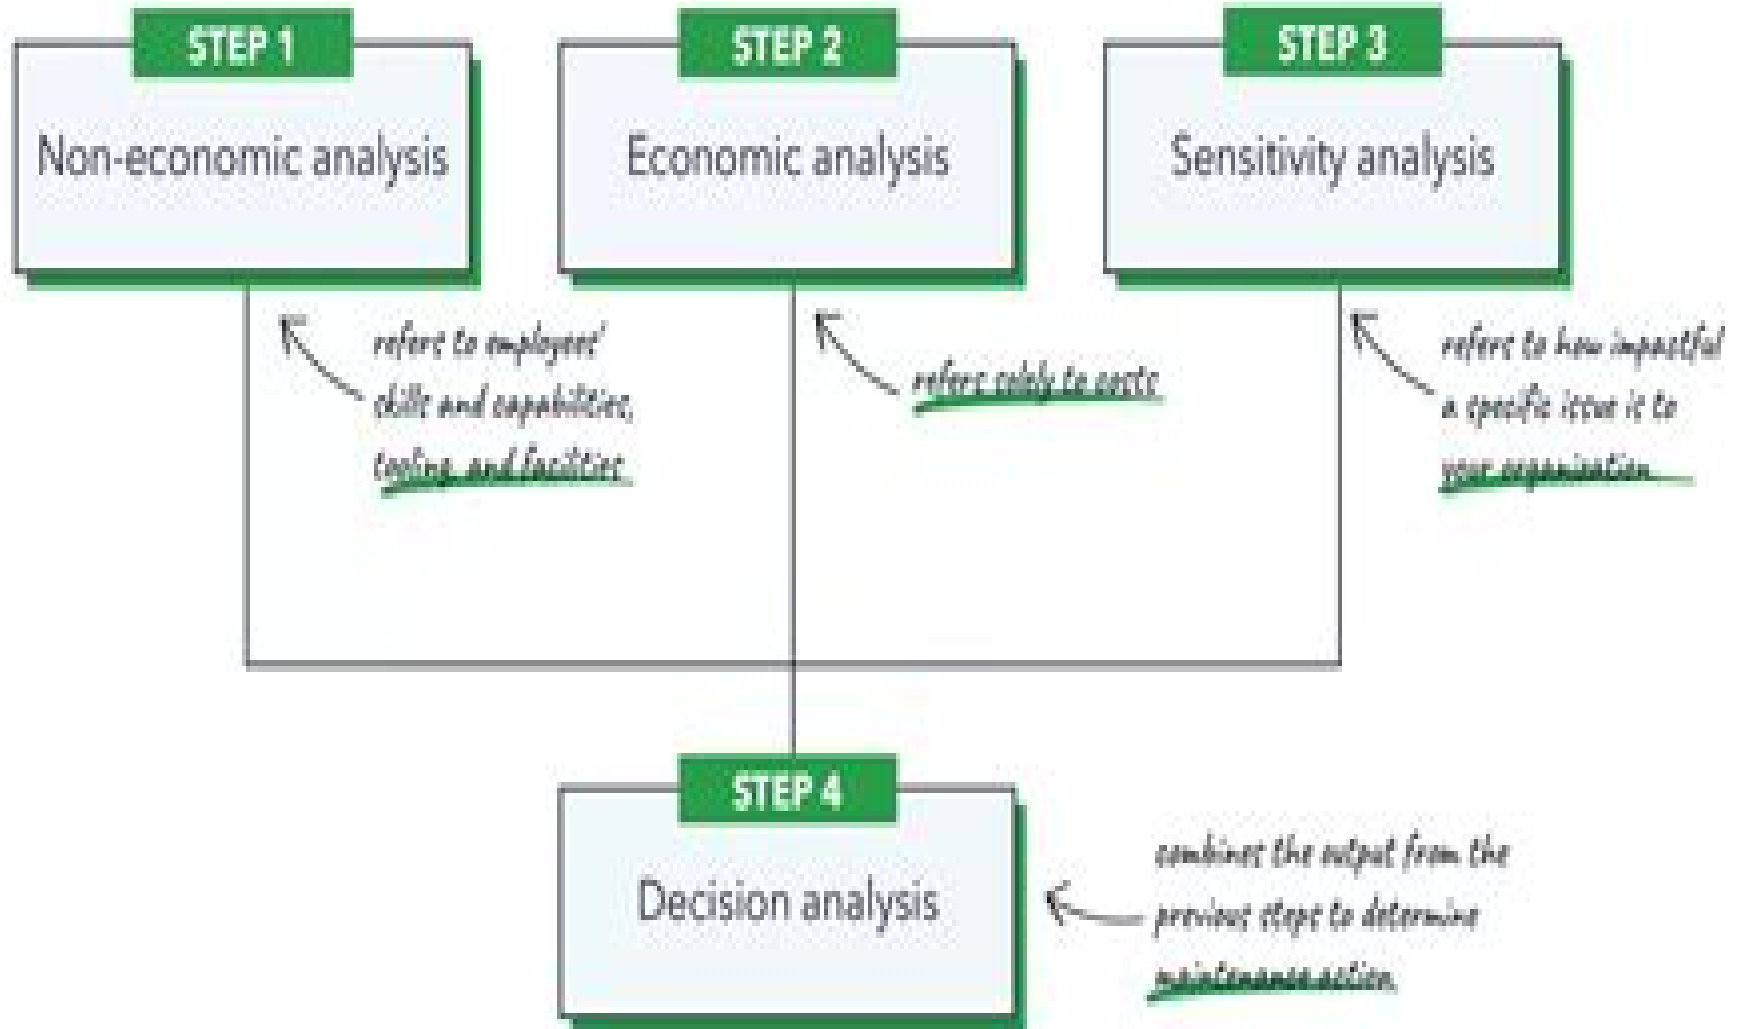 STEP 1
Non-economic analysis
refers to employees'
skills and capabilities,
tooling, and facilities
STEP 2
Economic analysis
refers solely to costs
STEP 3
Sensitivity analysis
refers to how impactful
a specific issue is to
your organisation
STEP 4
Decision analysis
combines the output from the
previous steps to determine
maintenance action.